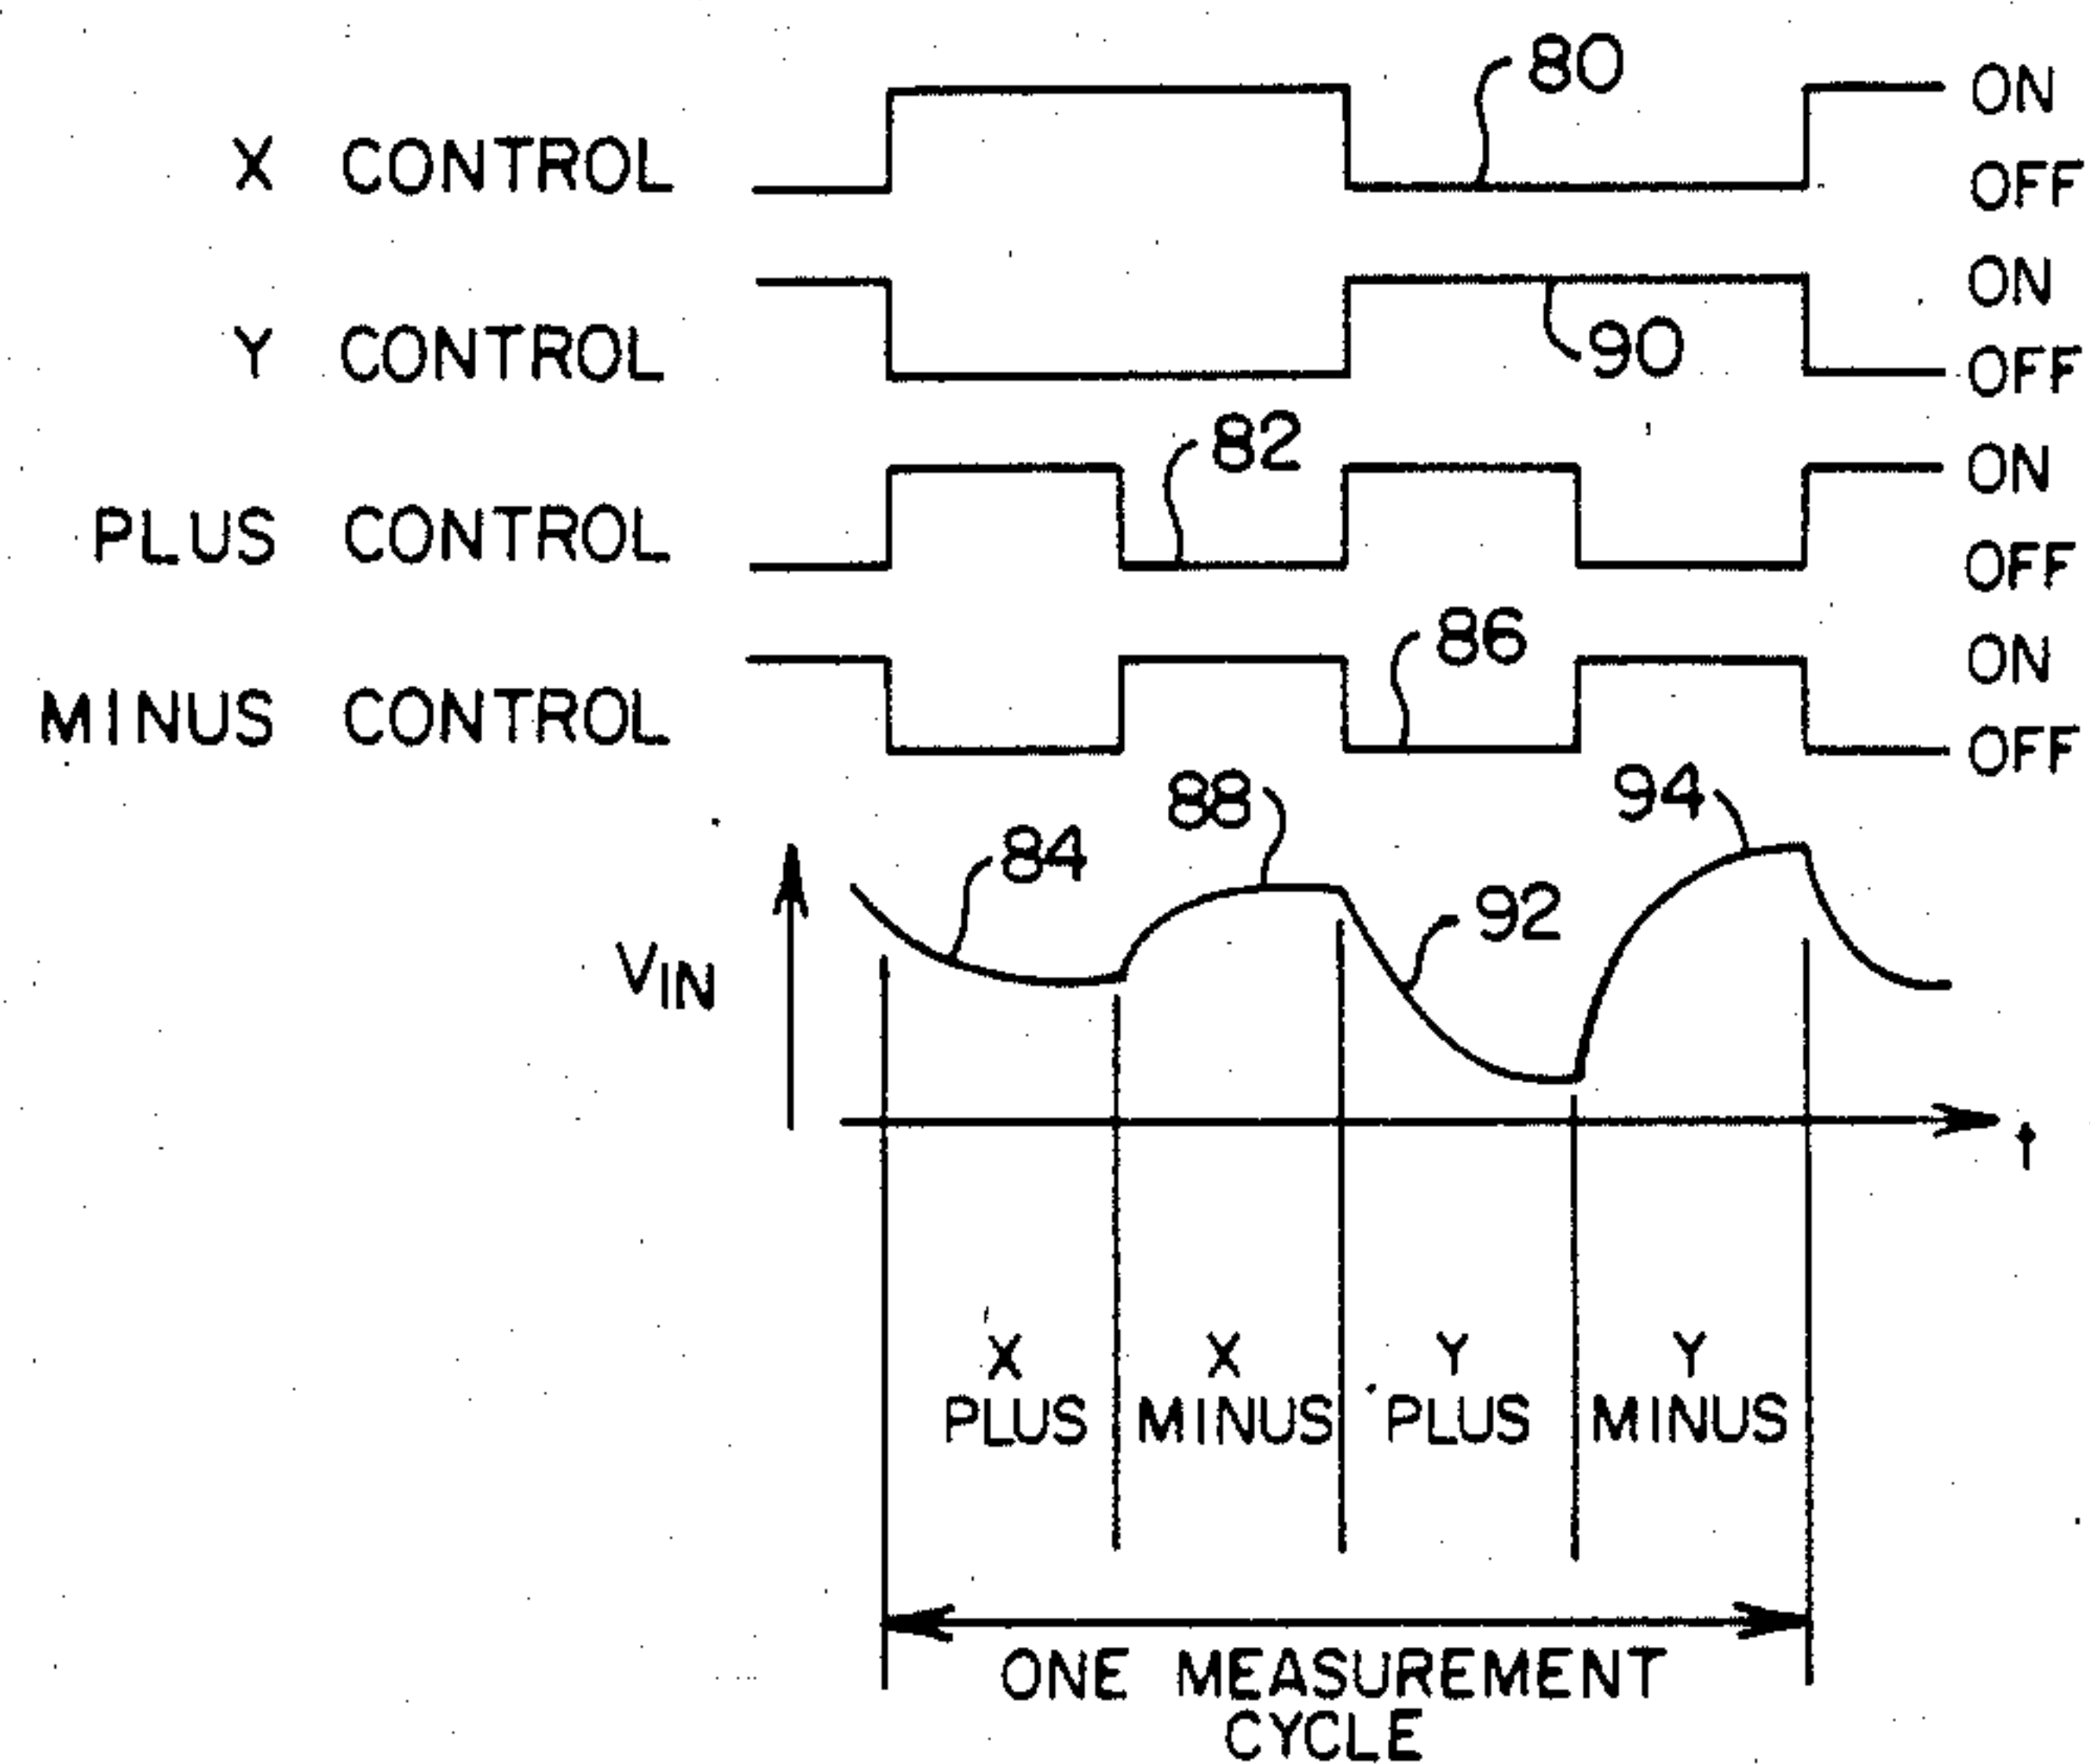 80
ON
X CONTROL
OFF
ON
Y CONTROL
90
OFF
82
ON
PLUS CONTROL
OFF
86
ON
MINUS CONTROL
OFF
84
88
92
94
VIN
t
X PLUS
X MINUS
Y PLUS
Y MINUS
ONE MEASUREMENT
CYCLE